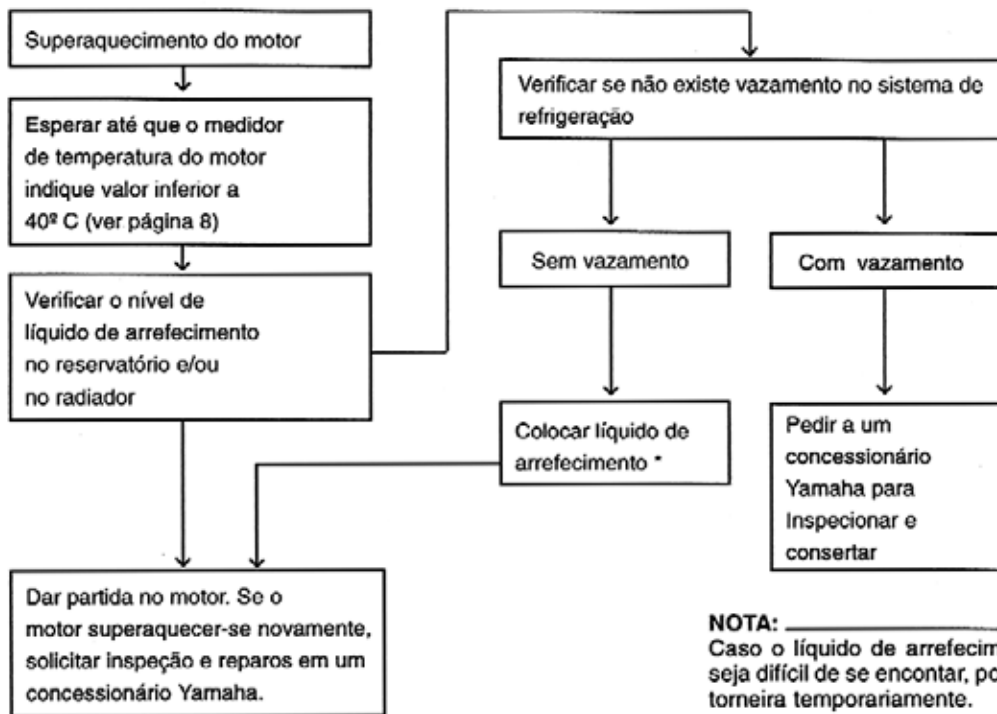 Superaquecimento do motor
Esperar até que o medidor
de temperatura do motor
indique valor inferior a
40º C (ver página 8)
Verificar o nível de
líquido de arrefecimento
no reservatório e/ou
no radiador
Dar partida no motor. Se o
motor superaquecer-se novamente,
solicitar inspeção e reparos em um
concessionário Yamaha.
Verificar se não existe vazamento no sistema de
refrigeração
Sem vazamento
Com vazamento
Colocar líquido de
arrefecimento *
Pedir a um
concessionário
Yamaha para
Inspecionar e
consertar
NOTA:
Caso o líquido de
seja difícil de se encontar,
torneira temporariamente.